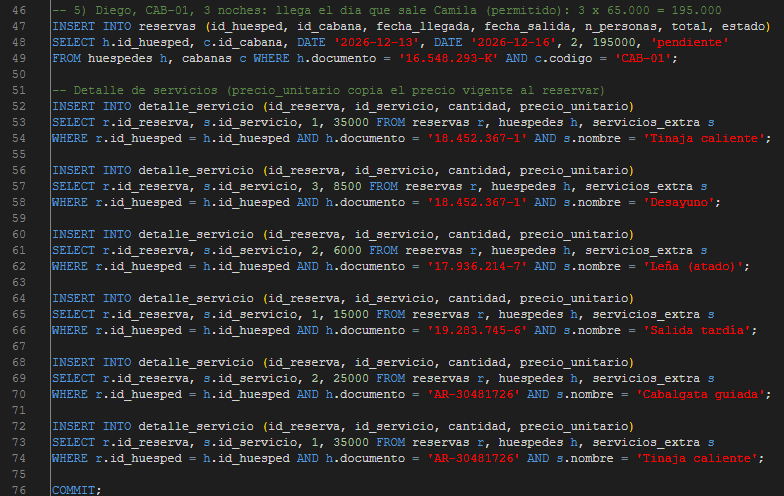 46 -- 5) Diego, CAB-01, 3 noches: llega el dia que sale Camila (permitido): 3 x 65.000 = 195.000
47 INSERT INTO reservas (id_huesped, id_cabana, fecha_llegada, fecha_salida, n_personas, total, estado)
48 SELECT h.id_huesped, c.id_cabana, DATE '2026-12-13', DATE '2026-12-16', 2, 195000, 'pendiente'
49 FROM huespedes h, cabanas c WHERE h.documento = '16.548.293-K' AND c.codigo = 'CAB-01';
50
51 -- Detalle de servicios (precio_unitario copia el precio vigente al reservar)
52 INSERT INTO detalle_servicio (id_reserva, id_servicio, cantidad, precio_unitario)
53 SELECT r.id_reserva, s.id_servicio, 1, 35000 FROM reservas r, huespedes h, servicios_extra s
54 WHERE r.id_huesped = h.id_huesped AND h.documento = '18.452.367-1' AND s.nombre = 'Tinaja caliente';
55
56 INSERT INTO detalle_servicio (id_reserva, id_servicio, cantidad, precio_unitario)
57 SELECT r.id_reserva, s.id_servicio, 3, 8500 FROM reservas r, huespedes h, servicios_extra s
58 WHERE r.id_huesped = h.id_huesped AND h.documento = '18.452.367-1' AND s.nombre = 'Desayuno';
59
60 INSERT INTO detalle_servicio (id_reserva, id_servicio, cantidad, precio_unitario)
61 SELECT r.id_reserva, s.id_servicio, 2, 6000 FROM reservas r, huespedes h, servicios_extra s
62 WHERE r.id_huesped = h.id_huesped AND h.documento = '17.936.214-7' AND s.nombre = 'Leña (atado)';
63
64 INSERT INTO detalle_servicio (id_reserva, id_servicio, cantidad, precio_unitario)
65 SELECT r.id_reserva, s.id_servicio, 1, 15000 FROM reservas r, huespedes h, servicios_extra s
66 WHERE r.id_huesped = h.id_huesped AND h.documento = '19.283.745-6' AND s.nombre = 'Salida tardia';
67
68 INSERT INTO detalle_servicio (id_reserva, id_servicio, cantidad, precio_unitario)
69 SELECT r.id_reserva, s.id_servicio, 2, 25000 FROM reservas r, huespedes h, servicios_extra s
70 WHERE r.id_huesped = h.id_huesped AND h.documento = 'AR-30481726' AND s.nombre = 'Cabalgata guiada';
71
72 INSERT INTO detalle_servicio (id_reserva, id_servicio, cantidad, precio_unitario)
73 SELECT r.id_reserva, s.id_servicio, 1, 35000 FROM reservas r, huespedes h, servicios_extra s
74 WHERE r.id_huesped = h.id_huesped AND h.documento = 'AR-30481726' AND s.nombre = 'Tinaja caliente';
75
76 COMMIT;